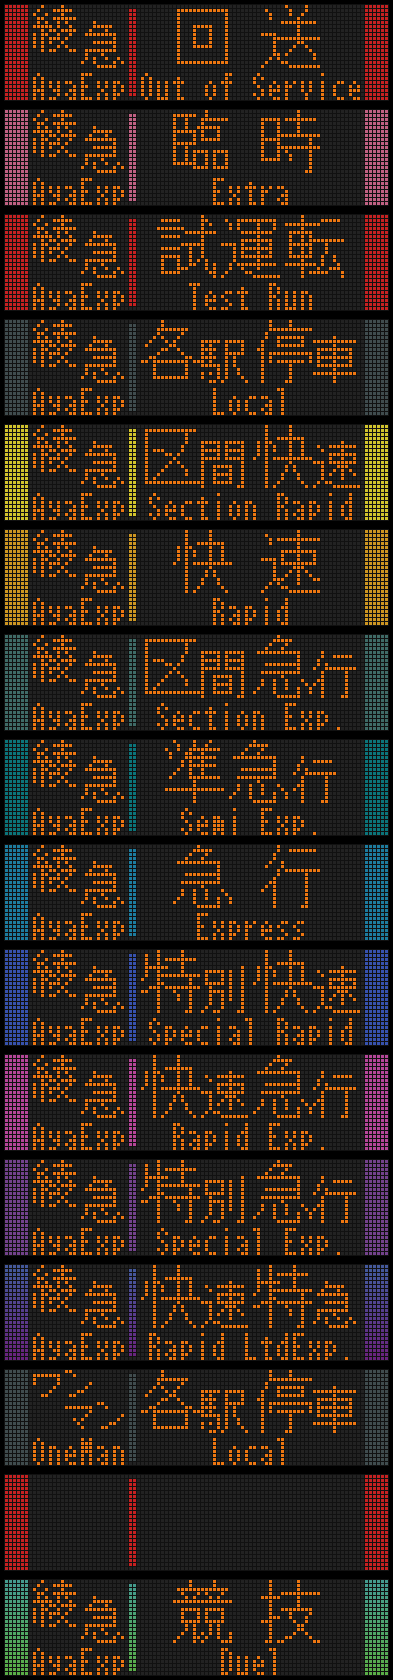 綾急 回送
AyaExp Out of Service
綾急 臨時
AyaExp Extra
綾急 試運転
AyaExp Test Run
綾急 各駅停車
AyaExp Local
綾急 区間快速
AyaExp Section Rapid
綾急 快速
AyaExp Rapid
綾急 区間急行
AyaExp Section Exp.
綾急 準急行
AyaExp Semi Exp.
綾急 急行
AyaExp Express
綾急 特別快速
AyaExp Special Rapid
綾急 快速急行
AyaExp Rapid Exp.
綾急 特別急行
AyaExp Special Exp.
綾急 快速特急
AyaExp Rapid LtdExp.
ワンマン 各駅停車
OneMan Local
綾急 競技
AyaExp Duel